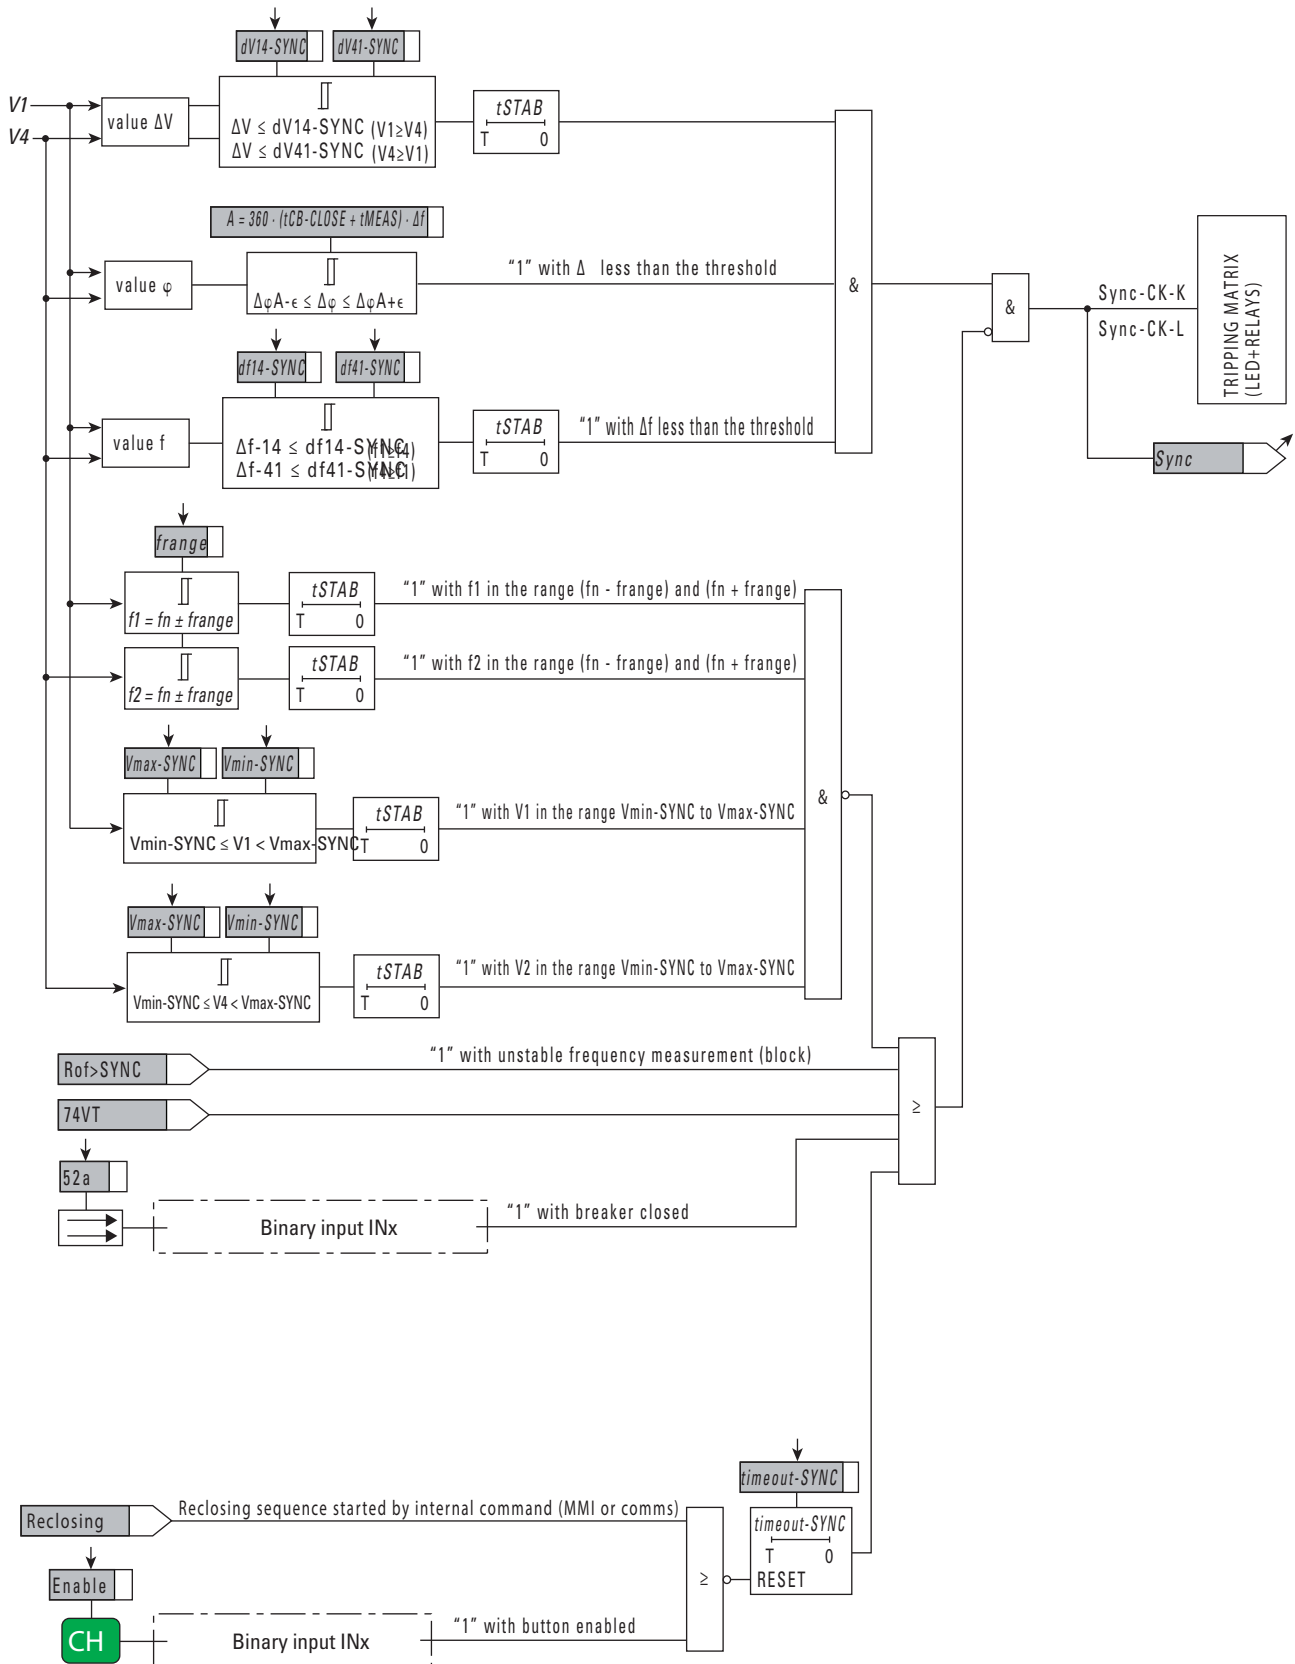 dV14-SYNC dV41-SYNC
V1
V4
value ΔV
ΔV ≤ dV14-SYNC (V1≥V4)
ΔV ≤ dV41-SYNC (V4≥V1)
tSTAB
T 0
A = 360 · (tCB-CLOSE + tMEAS) · Δf
value φ
ΔφA-ϵ ≤ Δφ ≤ ΔφA+ϵ
“1” with Δ less than the threshold
&
&
Sync-CK-K
Sync-CK-L
TRIPPING MATRIX
(LED+RELAYS)
Sync
df14-SYNC df41-SYNC
value f
Δf-14 ≤ df14-SYNC (f1≥f4)
Δf-41 ≤ df41-SYNC (f4≥f1)
tSTAB
T 0
“1” with Δf less than the threshold
frange
f1 = fn ± frange
tSTAB
T 0
“1” with f1 in the range (fn - frange) and (fn + frange)
f2 = fn ± frange
tSTAB
T 0
“1” with f2 in the range (fn - frange) and (fn + frange)
Vmax-SYNC Vmin-SYNC
Vmin-SYNC ≤ V1 < Vmax-SYNC
tSTAB
T 0
“1” with V1 in the range Vmin-SYNC to Vmax-SYNC
&
Vmax-SYNC Vmin-SYNC
Vmin-SYNC ≤ V4 < Vmax-SYNC
tSTAB
T 0
“1” with V2 in the range Vmin-SYNC to Vmax-SYNC
Rof>SYNC
“1” with unstable frequency measurement (block)
74VT
≥
52a
Binary input INx
“1” with breaker closed
timeout-SYNC
Reclosing
Reclosing sequence started by internal command (MMI or comms)
timeout-SYNC
T 0
RESET
≥
Enable
CH
Binary input INx
“1” with button enabled